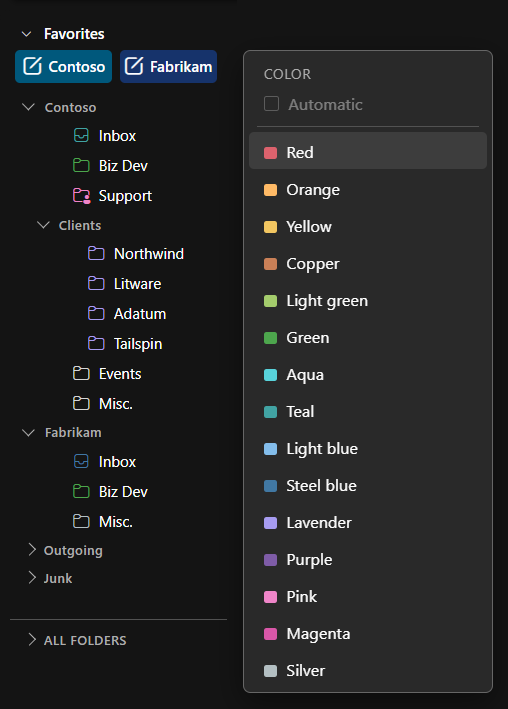 Favorites
Contoso
Fabrikam
Contoso
Inbox
Biz Dev
Support
Clients
Northwind
Litware
Adatum
Tailspin
Events
Misc.
Fabrikam
Inbox
Biz Dev
Misc.
Outgoing
Junk
ALL FOLDERS
COLOR
Automatic
Red
Orange
Yellow
Copper
Light green
Green
Aqua
Teal
Light blue
Steel blue
Lavender
Purple
Pink
Magenta
Silver